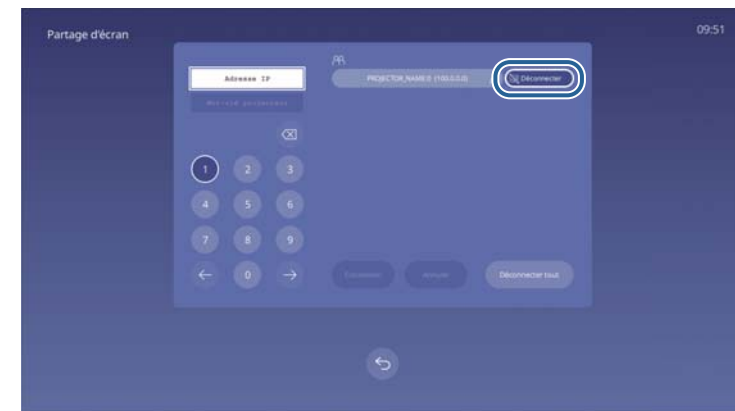 Partage d'écran
09:51
Adresse IP
PROJECTOR_NAME:0 (100.0.0.0)
Déconnecter
1 2 3
4 5 6
7 8 9
0
Annuler
Déconnecter tout